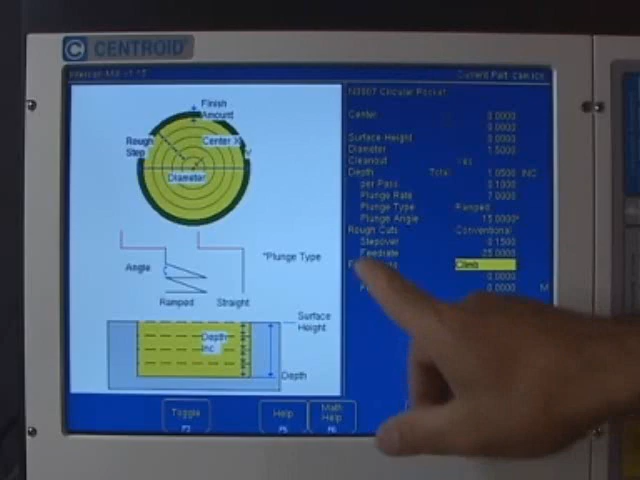 C CENTROID
Intercon Mill v1.15
Current Part: cam.icn
Finish
Amount
Rough
Step
Center X
Y
Diameter
Angle
*Plunge Type
Ramped
Straight
Surface
Height
Depth
Inc
Depth
N3907 Circular Pocket
Center 0.0000
0.0000
Surface Height 0.0000
Diameter 1.5000
Cleanout Yes
Depth Total 1.0500 INC
per Pass 0.1000
Plunge Rate 7.0000
Plunge Type Ramped
Plunge Angle 15.0000°
Rough Cuts Conventional
Stepover 0.1500
Feedrate 25.0000
Climb
0.0000
0.0000 M
Toggle
F3
Help
F5
Math
Help
F6